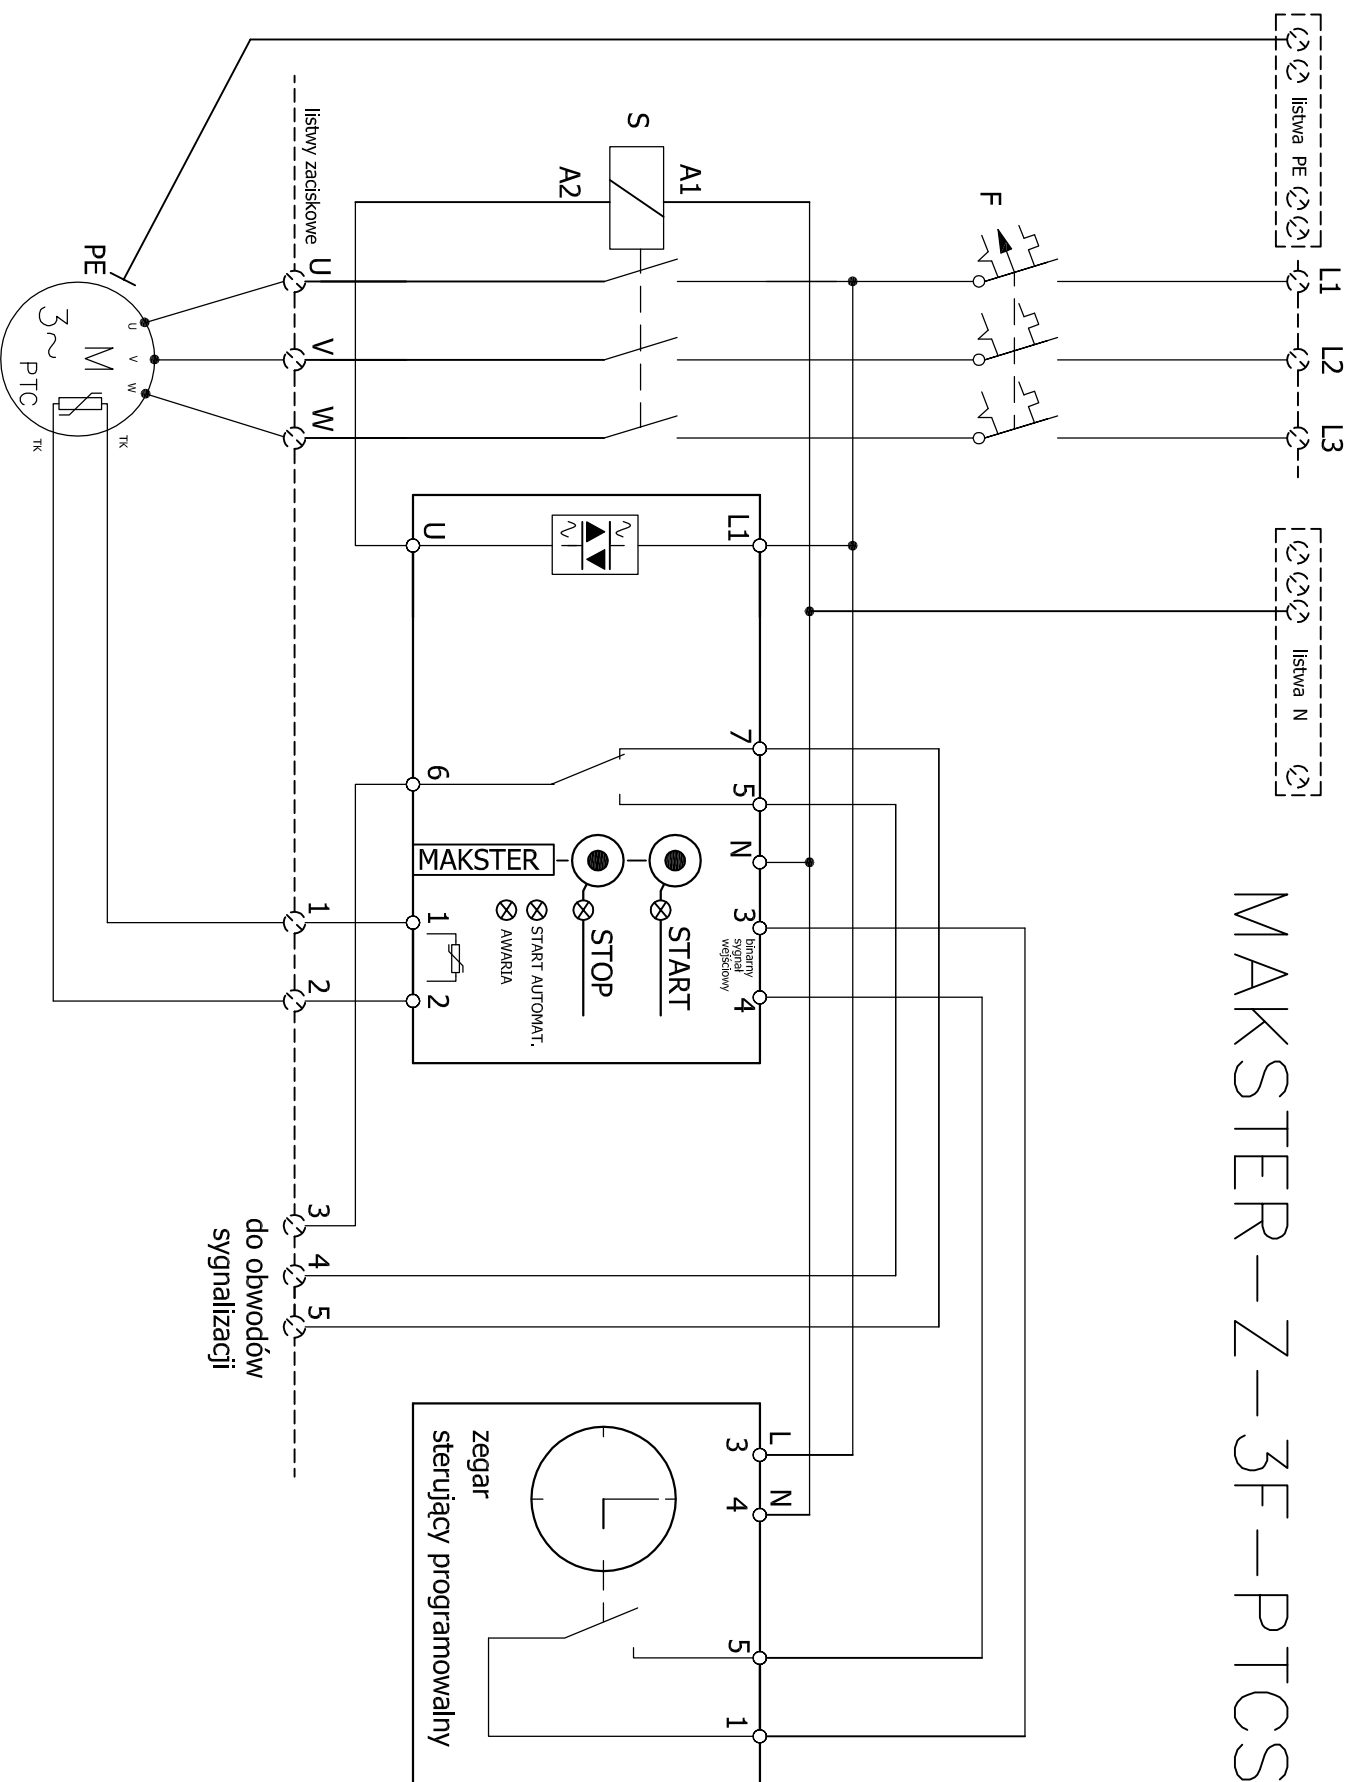 MAKSTER-Z-3F-PTCS
listwa PE
L1
L2
L3
listwa N
F
S
A1
A2
listwy zaciskowe
U
V
W
PE
U
V
W
M
3~
PTC
TK
TK
L1
U
7
5
N
3
4
binarny
sygnał
wejściowy
START
STOP
START AUTOMAT.
AWARIA
MAKSTER
6
1
2
1
2
3
4
5
do obwodów
sygnalizacji
L
N
3
4
5
1
zegar
sterujący programowalny